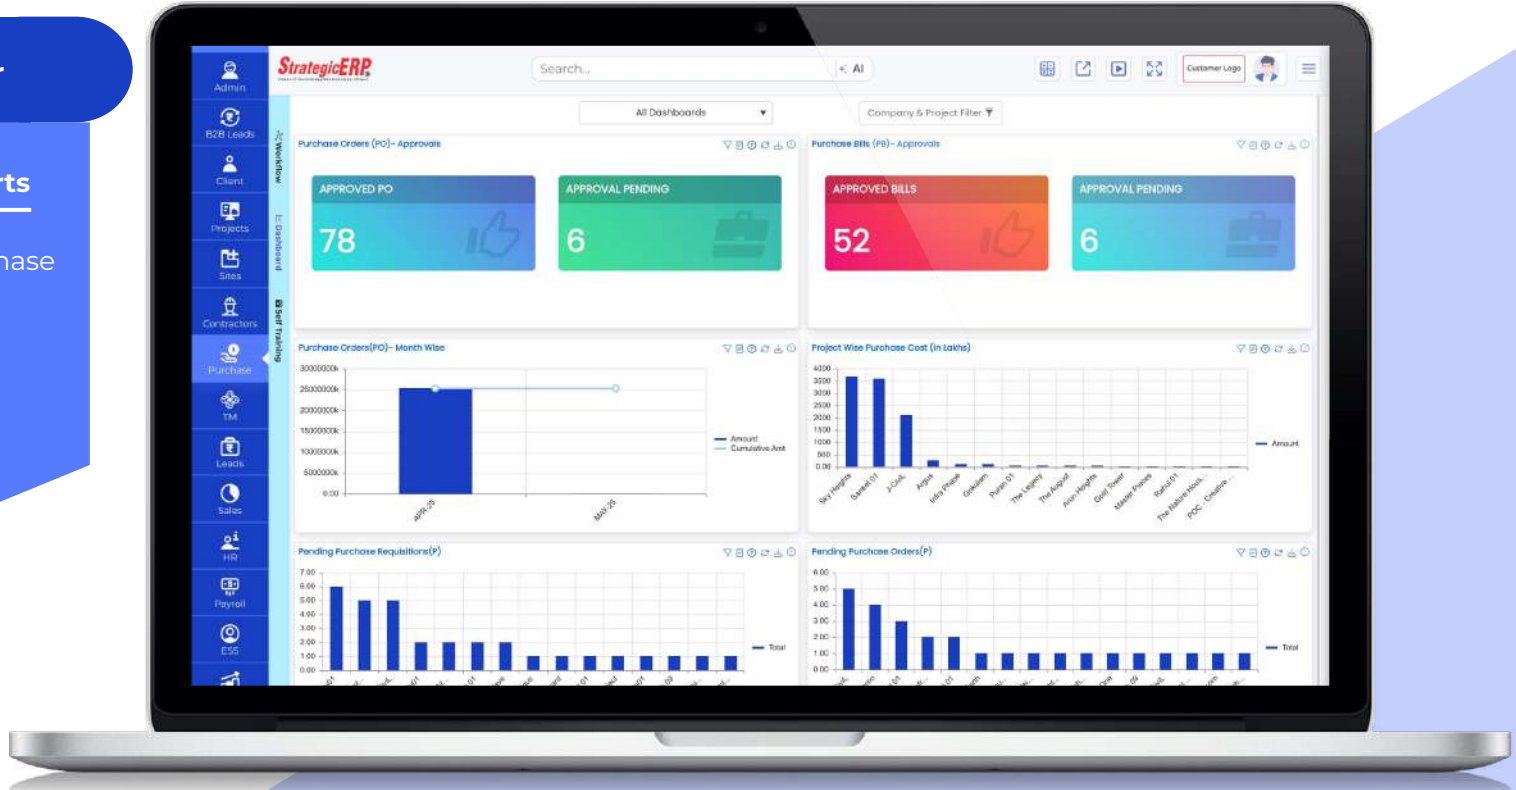 r
rts
hase
StrategicERP
Search...
AI
Customer Logo
All Dashboards
Company & Project Filter
Admin
B2B Leads
Client
Projects
Sites
Contractors
Purchase
TM
Leads
Sales
HR
Payroll
ESS
Workflow
Dashboard
Self Training
Purchase Orders (PO)- Approvals
APPROVED PO
78
APPROVAL PENDING
6
Purchase Bills (PB)- Approvals
APPROVED BILLS
52
APPROVAL PENDING
6
Purchase Orders(PO)- Month Wise
30000000k
25000000k
20000000k
15000000k
10000000k
5000000k
0.00
APR-25
MAY-25
Amount
Cumulative Amt
Project Wise Purchase Cost (in Lakhs)
4000
3500
3000
2500
2000
1500
1000
500
0.00
Sky Heights
Sanket 01
J-CIVIL
Argus
Infra Phase
Gokulam
Puran 01
The Legacy
The August
Arun Heights
Gold Tower
Master Pieces
Rahul 01
The Nature Hous...
POC - Creative ...
Amount
Pending Purchase Requisitions(P)
7.00
6.00
5.00
4.00
3.00
2.00
1.00
0.00
Total
Pending Purchase Orders(P)
6.00
5.00
4.00
3.00
2.00
1.00
0.00
Total